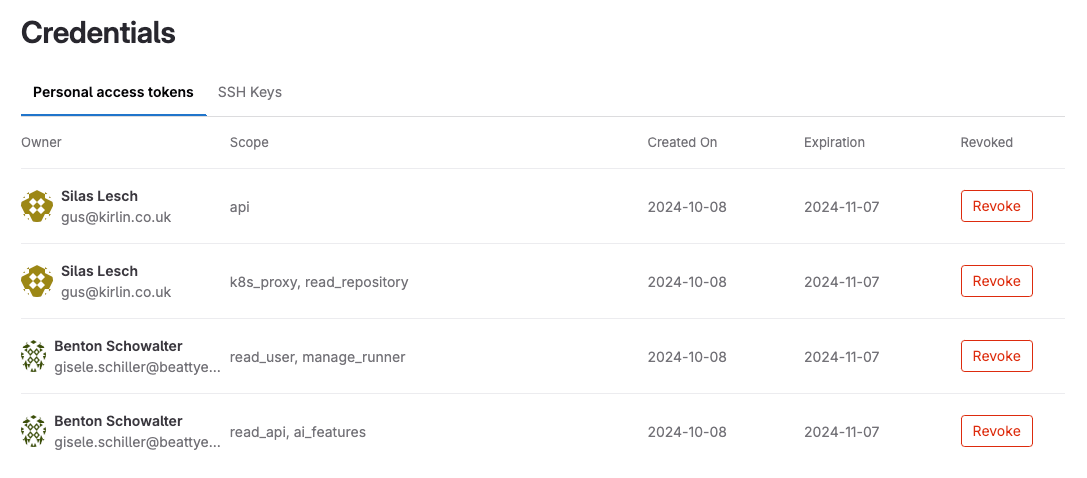 Credentials
Personal access tokens SSH Keys
Owner Scope Created On Expiration Revoked
Silas Lesch
gus@kirlin.co.uk
api 2024-10-08 2024-11-07 Revoke
Silas Lesch
gus@kirlin.co.uk
k8s_proxy, read_repository 2024-10-08 2024-11-07 Revoke
Benton Schowalter
gisele.schiller@beattye...
read_user, manage_runner 2024-10-08 2024-11-07 Revoke
Benton Schowalter
gisele.schiller@beattye...
read_api, ai_features 2024-10-08 2024-11-07 Revoke